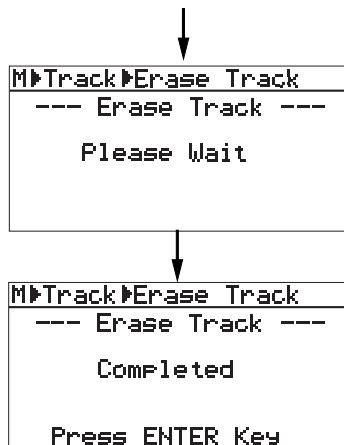 M▶Track▶Erase Track
--- Erase Track ---
Please Wait
M▶Track▶Erase Track
--- Erase Track ---
Completed
Press ENTER Key